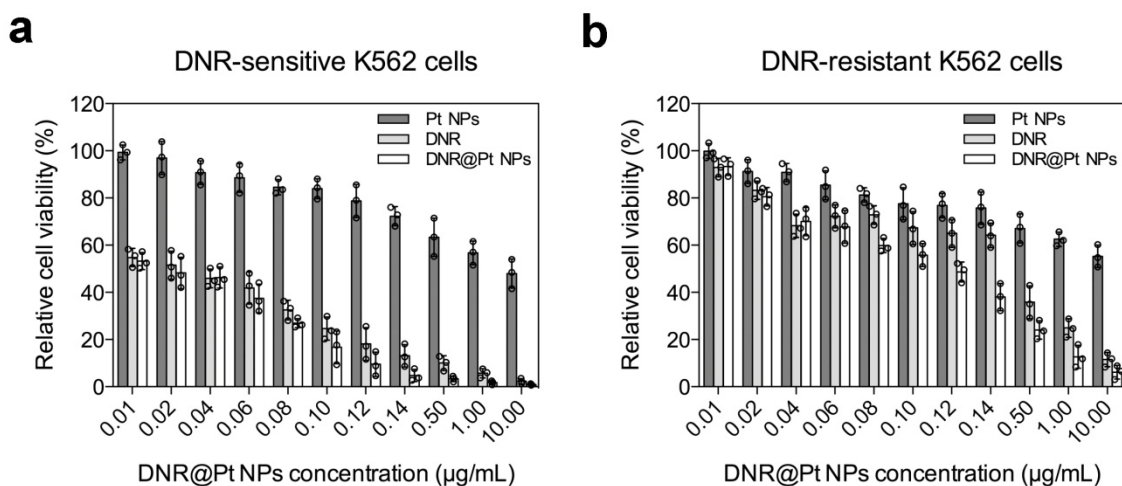 a
DNR-sensitive K562 cells
Relative cell viability (%)
120
100
80
60
40
20
0
Pt NPs
DNR
DNR@Pt NPs
0.01
0.02
0.04
0.06
0.08
0.10
0.12
0.14
0.50
1.00
10.00
DNR@Pt NPs concentration (μg/mL)
b
DNR-resistant K562 cells
Relative cell viability (%)
120
100
80
60
40
20
0
Pt NPs
DNR
DNR@Pt NPs
0.01
0.02
0.04
0.06
0.08
0.10
0.12
0.14
0.50
1.00
10.00
DNR@Pt NPs concentration (μg/mL)